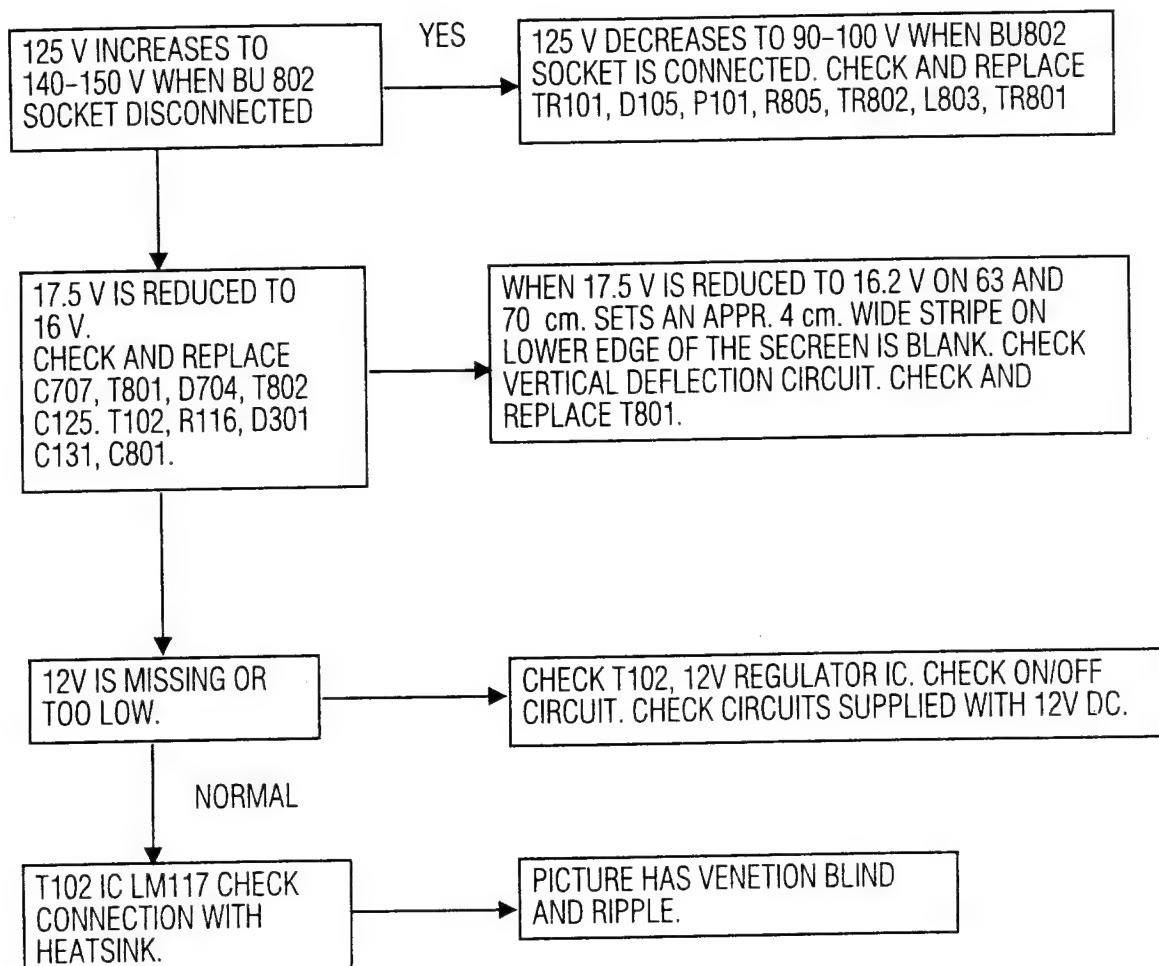 125 V INCREASES TO
140–150 V WHEN BU 802
SOCKET DISCONNECTED
YES
125 V DECREASES TO 90–100 V WHEN BU802
SOCKET IS CONNECTED. CHECK AND REPLACE
TR101, D105, P101, R805, TR802, L803, TR801
17.5 V IS REDUCED TO
16 V.
CHECK AND REPLACE
C707, T801, D704, T802
C125. T102, R116, D301
C131, C801.
WHEN 17.5 V IS REDUCED TO 16.2 V ON 63 AND
70 cm. SETS AN APPR. 4 cm. WIDE STRIPE ON
LOWER EDGE OF THE SECREEN IS BLANK. CHECK
VERTICAL DEFLECTION CIRCUIT. CHECK AND
REPLACE T801.
12V IS MISSING OR
TOO LOW.
CHECK T102, 12V REGULATOR IC. CHECK ON/OFF
CIRCUIT. CHECK CIRCUITS SUPPLIED WITH 12V DC.
NORMAL
T102 IC LM117 CHECK
CONNECTION WITH
HEATSINK.
PICTURE HAS VENETION BLIND
AND RIPPLE.